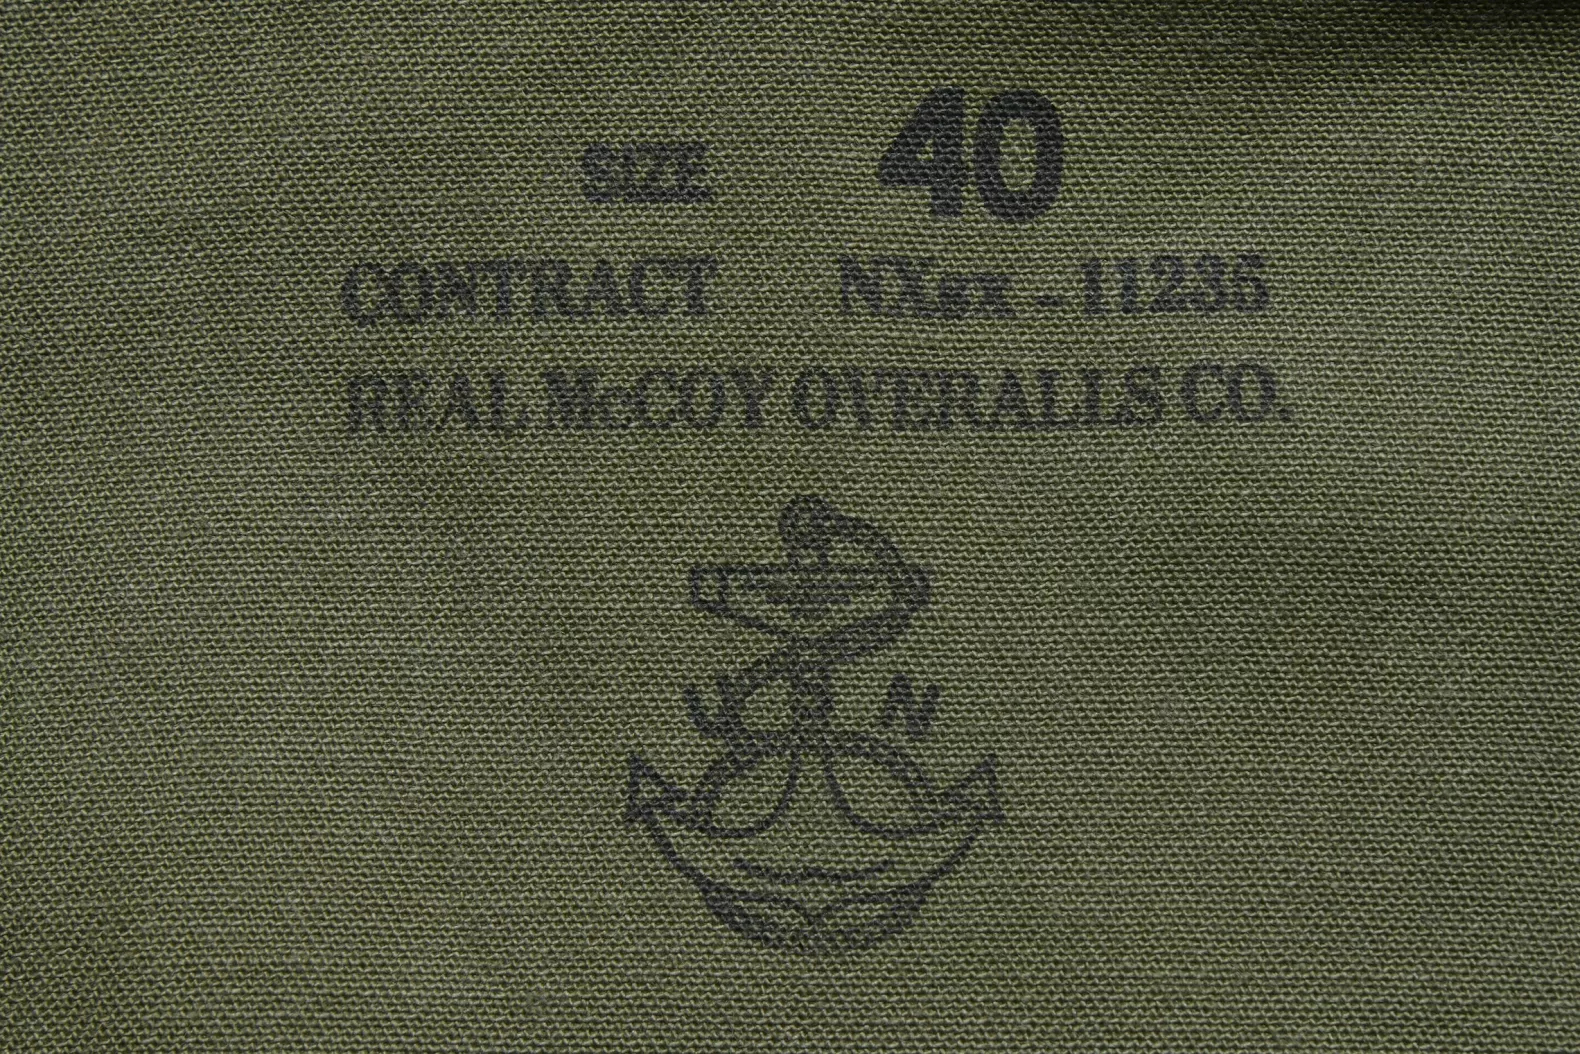 SIZE 40
CONTRACT NXsx - 11235
REAL McCOY OVERALLS CO.
U N